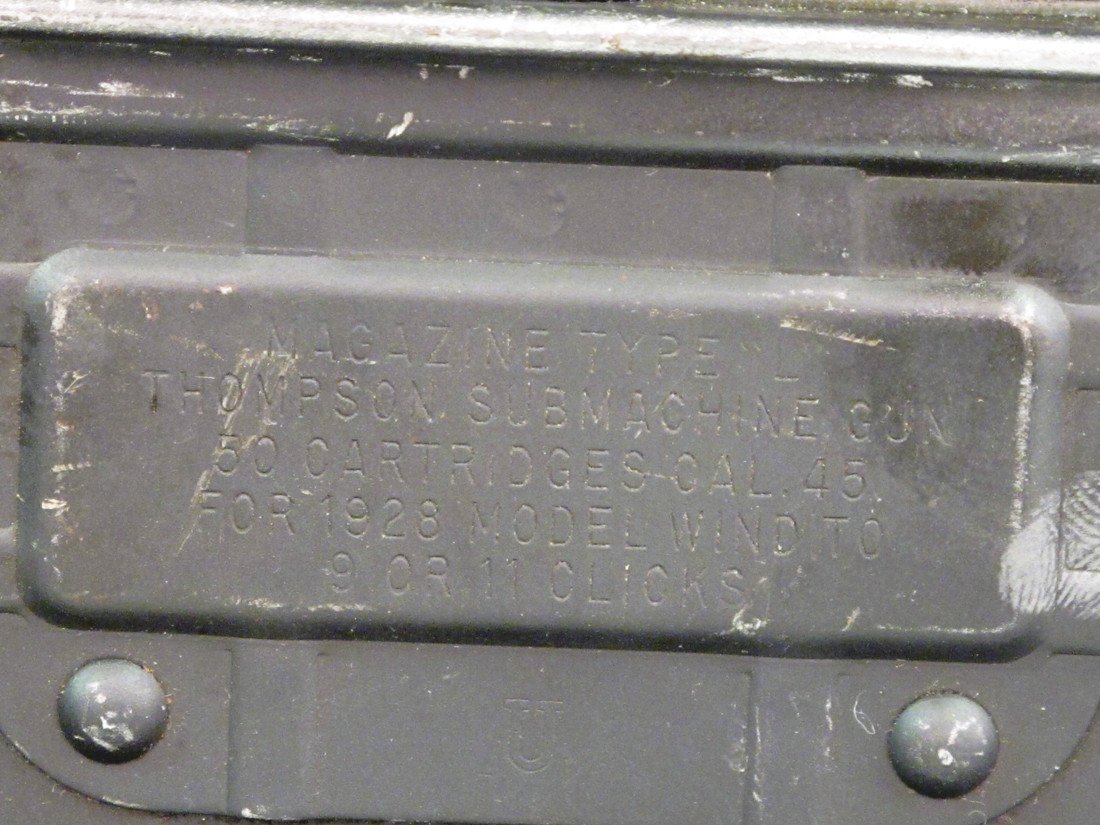 MAGAZINE TYPE "L"
THOMPSON SUBMACHINE GUN
50 CARTRIDGES-CAL. 45.
FOR 1928 MODEL WIND TO
9 OR 11 CLICKS